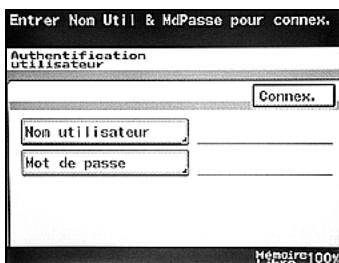 Entrer Nom Util & MdPasse pour connex.
Authentification
utilisateur
Connex.
Nom utilisateur
Mot de passe
Mémoire 100%
Libre